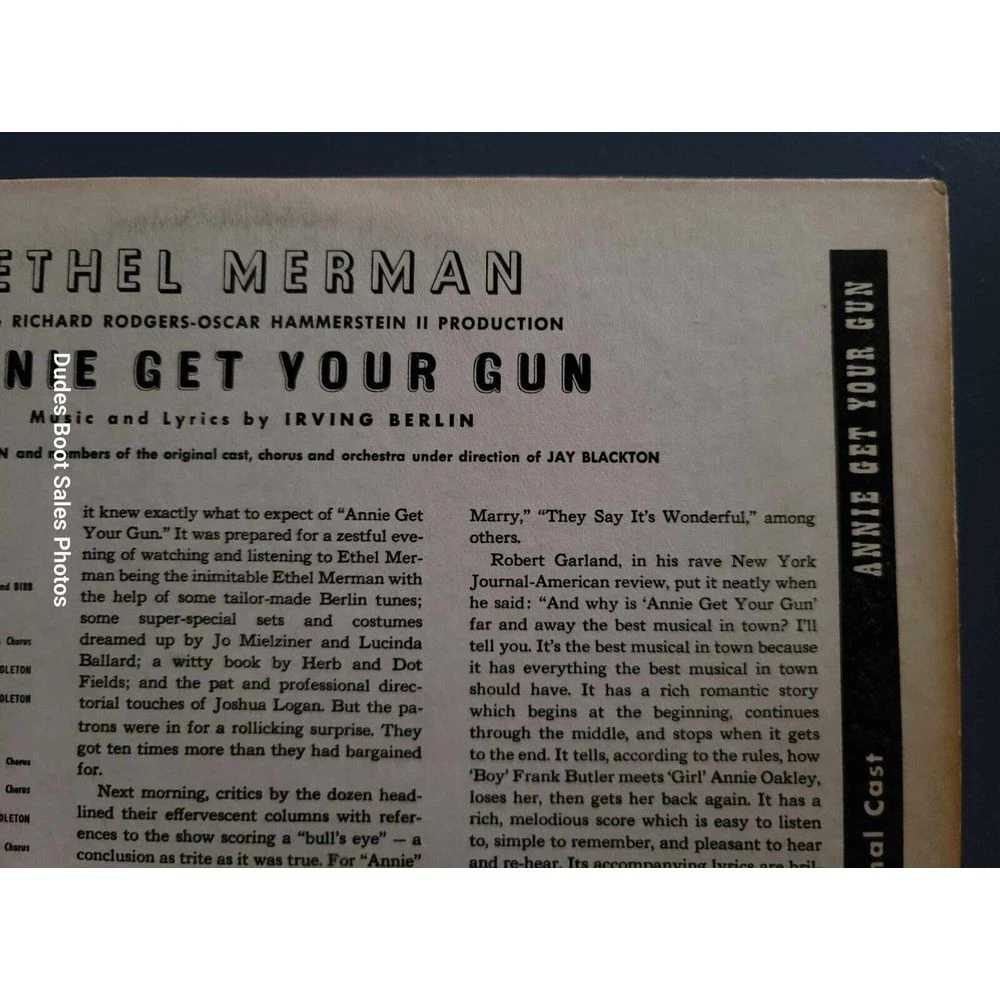 ETHEL MERMAN
RICHARD RODGERS-OSCAR HAMMERSTEIN II PRODUCTION
NIE GET YOUR GUN
Music and Lyrics by IRVING BERLIN
N and members of the original cast, chorus and orchestra under direction of JAY BLACKTON
and BIBB
Chorus
DLETON
DLETON
Chorus
Chorus
DLETON
Chorus
it knew exactly what to expect of “Annie Get
Your Gun.” It was prepared for a zestful eve-
ning of watching and listening to Ethel Mer-
man being the inimitable Ethel Merman with
the help of some tailor-made Berlin tunes;
some super-special sets and costumes
dreamed up by Jo Mielziner and Lucinda
Ballard; a witty book by Herb and Dot
Fields; and the pat and professional direc-
torial touches of Joshua Logan. But the pa-
trons were in for a rollicking surprise. They
got ten times more than they had bargained
for.
Next morning, critics by the dozen head-
lined their effervescent columns with refer-
ences to the show scoring a “bull's eye” — a
conclusion as trite as it was true. For “Annie”
Marry,” “They Say It's Wonderful,” among
others.
Robert Garland, in his rave New York
Journal-American review, put it neatly when
he said: “And why is ‘Annie Get Your Gun’
far and away the best musical in town? I'll
tell you. It's the best musical in town because
it has everything the best musical in town
should have. It has a rich romantic story
which begins at the beginning, continues
through the middle, and stops when it gets
to the end. It tells, according to the rules, how
‘Boy’ Frank Butler meets ‘Girl’ Annie Oakley,
loses her, then gets her back again. It has a
rich, melodious score which is easy to listen
to, simple to remember, and pleasant to hear
and re-hear. Its accompanying lyrics are bril-
ANNIE GET YOUR GUN
nal Cast
Dudes Boot Sales Photos